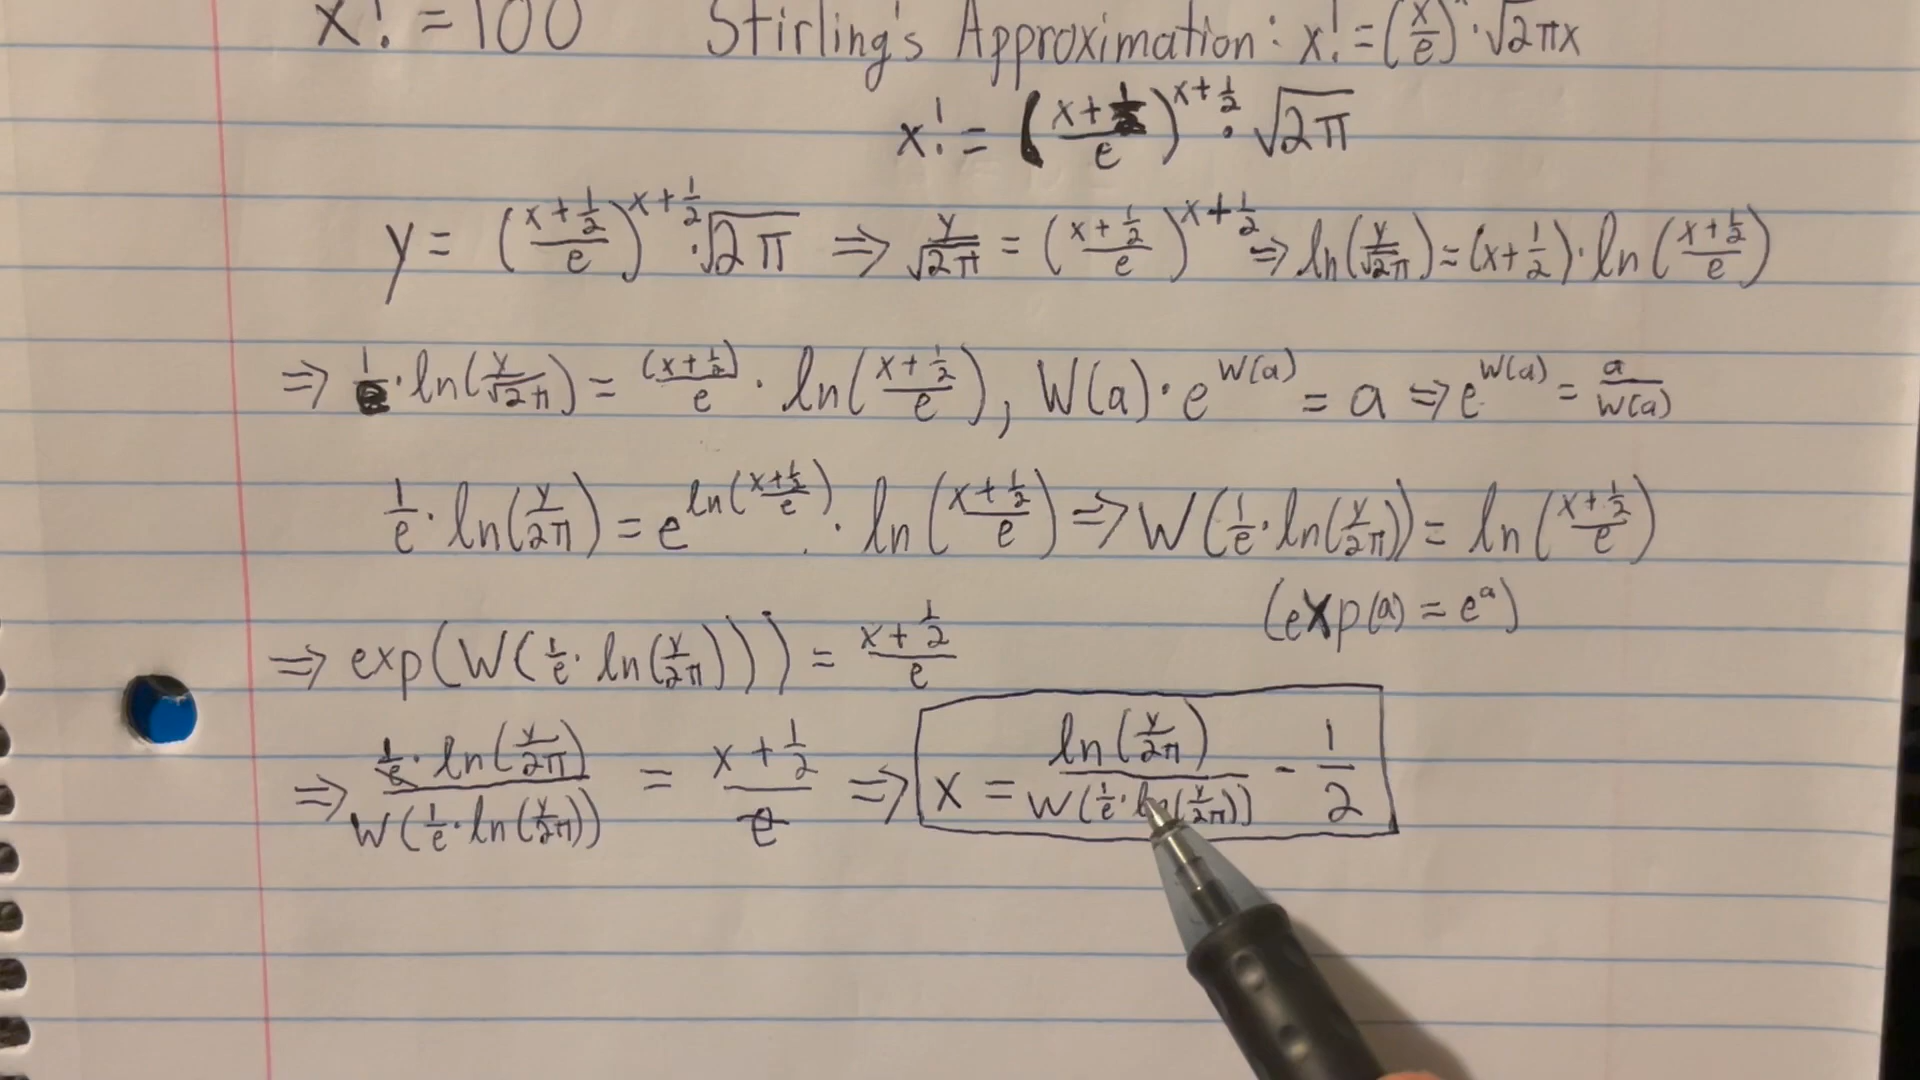 x! = 100 Stirling's Approximation: x! = (x/e)^x · √2πx
x! = ((x+1/2)/e)^(x+1/2) · √2π
y = ((x+1/2)/e)^(x+1/2) · √2π ⇒ y/√2π = ((x+1/2)/e)^(x+1/2) ⇒ ln(y/√2π) = (x+1/2) · ln((x+1/2)/e)
⇒ 1/e · ln(y/√2π) = (x+1/2)/e · ln((x+1/2)/e), W(a) · e^W(a) = a ⇒ e^W(a) = a/W(a)
1/e · ln(y/2π) = e^ln((x+1/2)/e) · ln((x+1/2)/e) ⇒ W(1/e · ln(y/2π)) = ln((x+1/2)/e)
(exp(a) = e^a)
⇒ exp(W(1/e · ln(y/2π))) = (x+1/2)/e
⇒ (1/e · ln(y/2π))/(W(1/e · ln(y/2π))) = (x+1/2)/e ⇒ x = ln(y/2π)/(W(1/e · ln(y/2π))) - 1/2